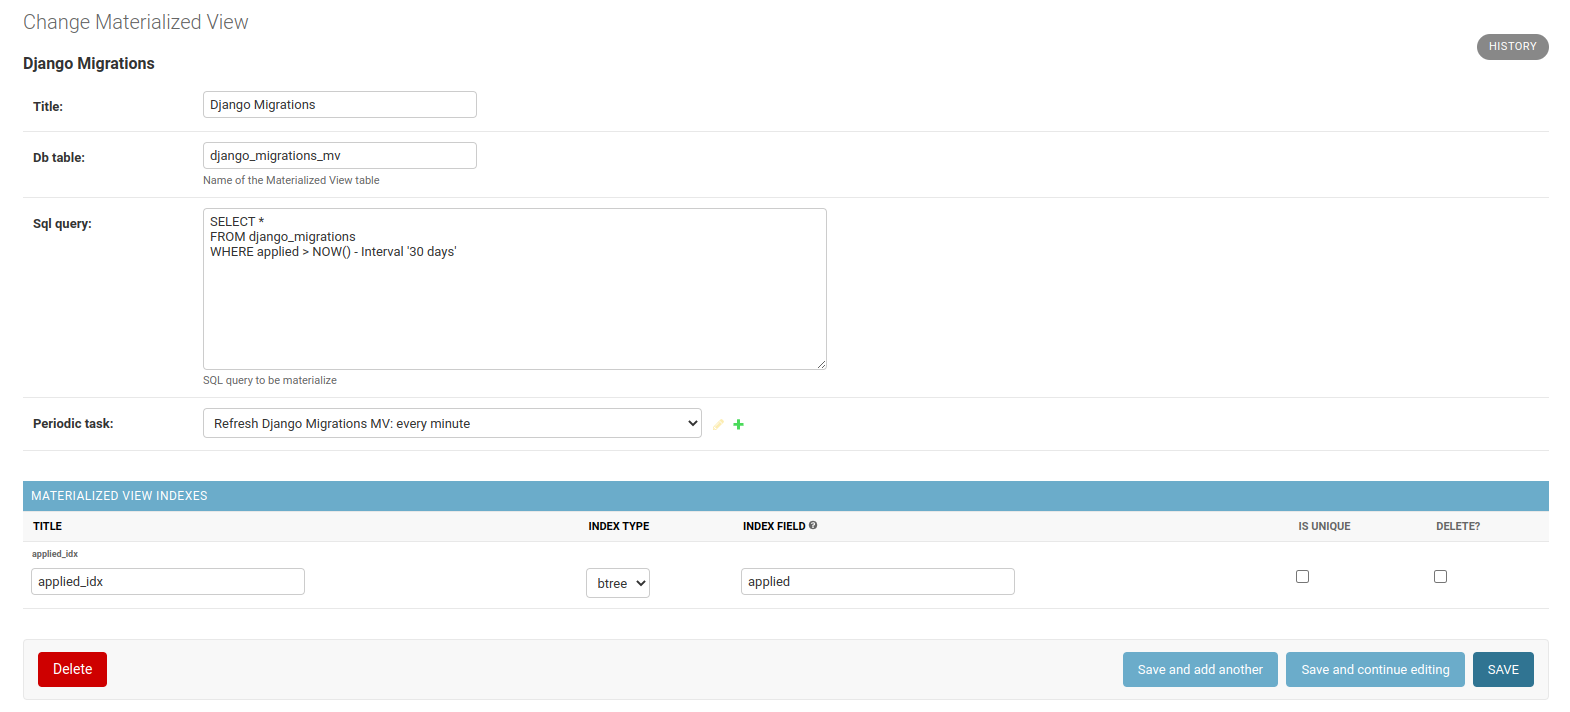 Change Materialized View
HISTORY
Django Migrations
Title:
Django Migrations
Db table:
django_migrations_mv
Name of the Materialized View table
Sql query:
SELECT *
FROM django_migrations
WHERE applied > NOW() - Interval '30 days'
SQL query to be materialize
Periodic task:
Refresh Django Migrations MV: every minute
MATERIALIZED VIEW INDEXES
TITLE INDEX TYPE INDEX FIELD IS UNIQUE DELETE?
applied_idx
applied_idx btree applied
Delete Save and add another Save and continue editing SAVE